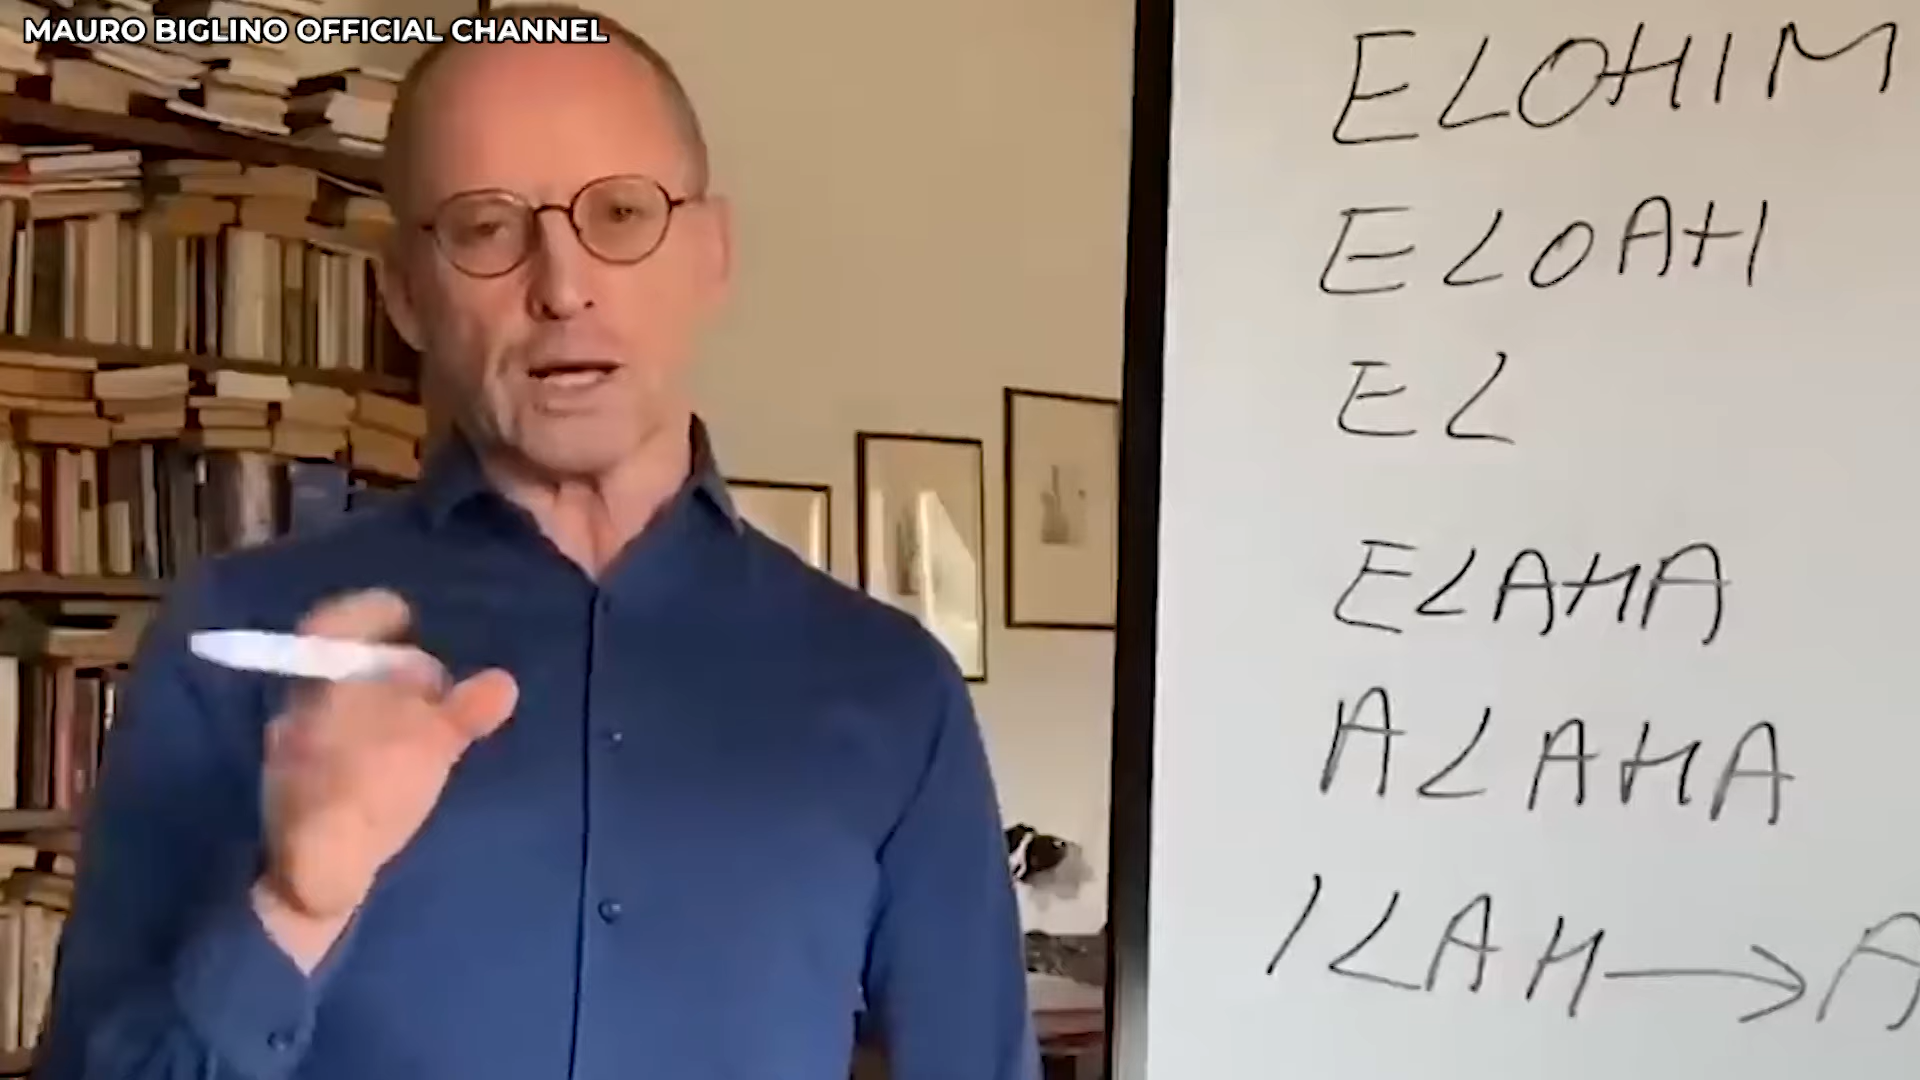 MAURO BIGLINO OFFICIAL CHANNEL
ELOHIM
ELOAH
EL
ELAHA
ALAHA
ILAH → A